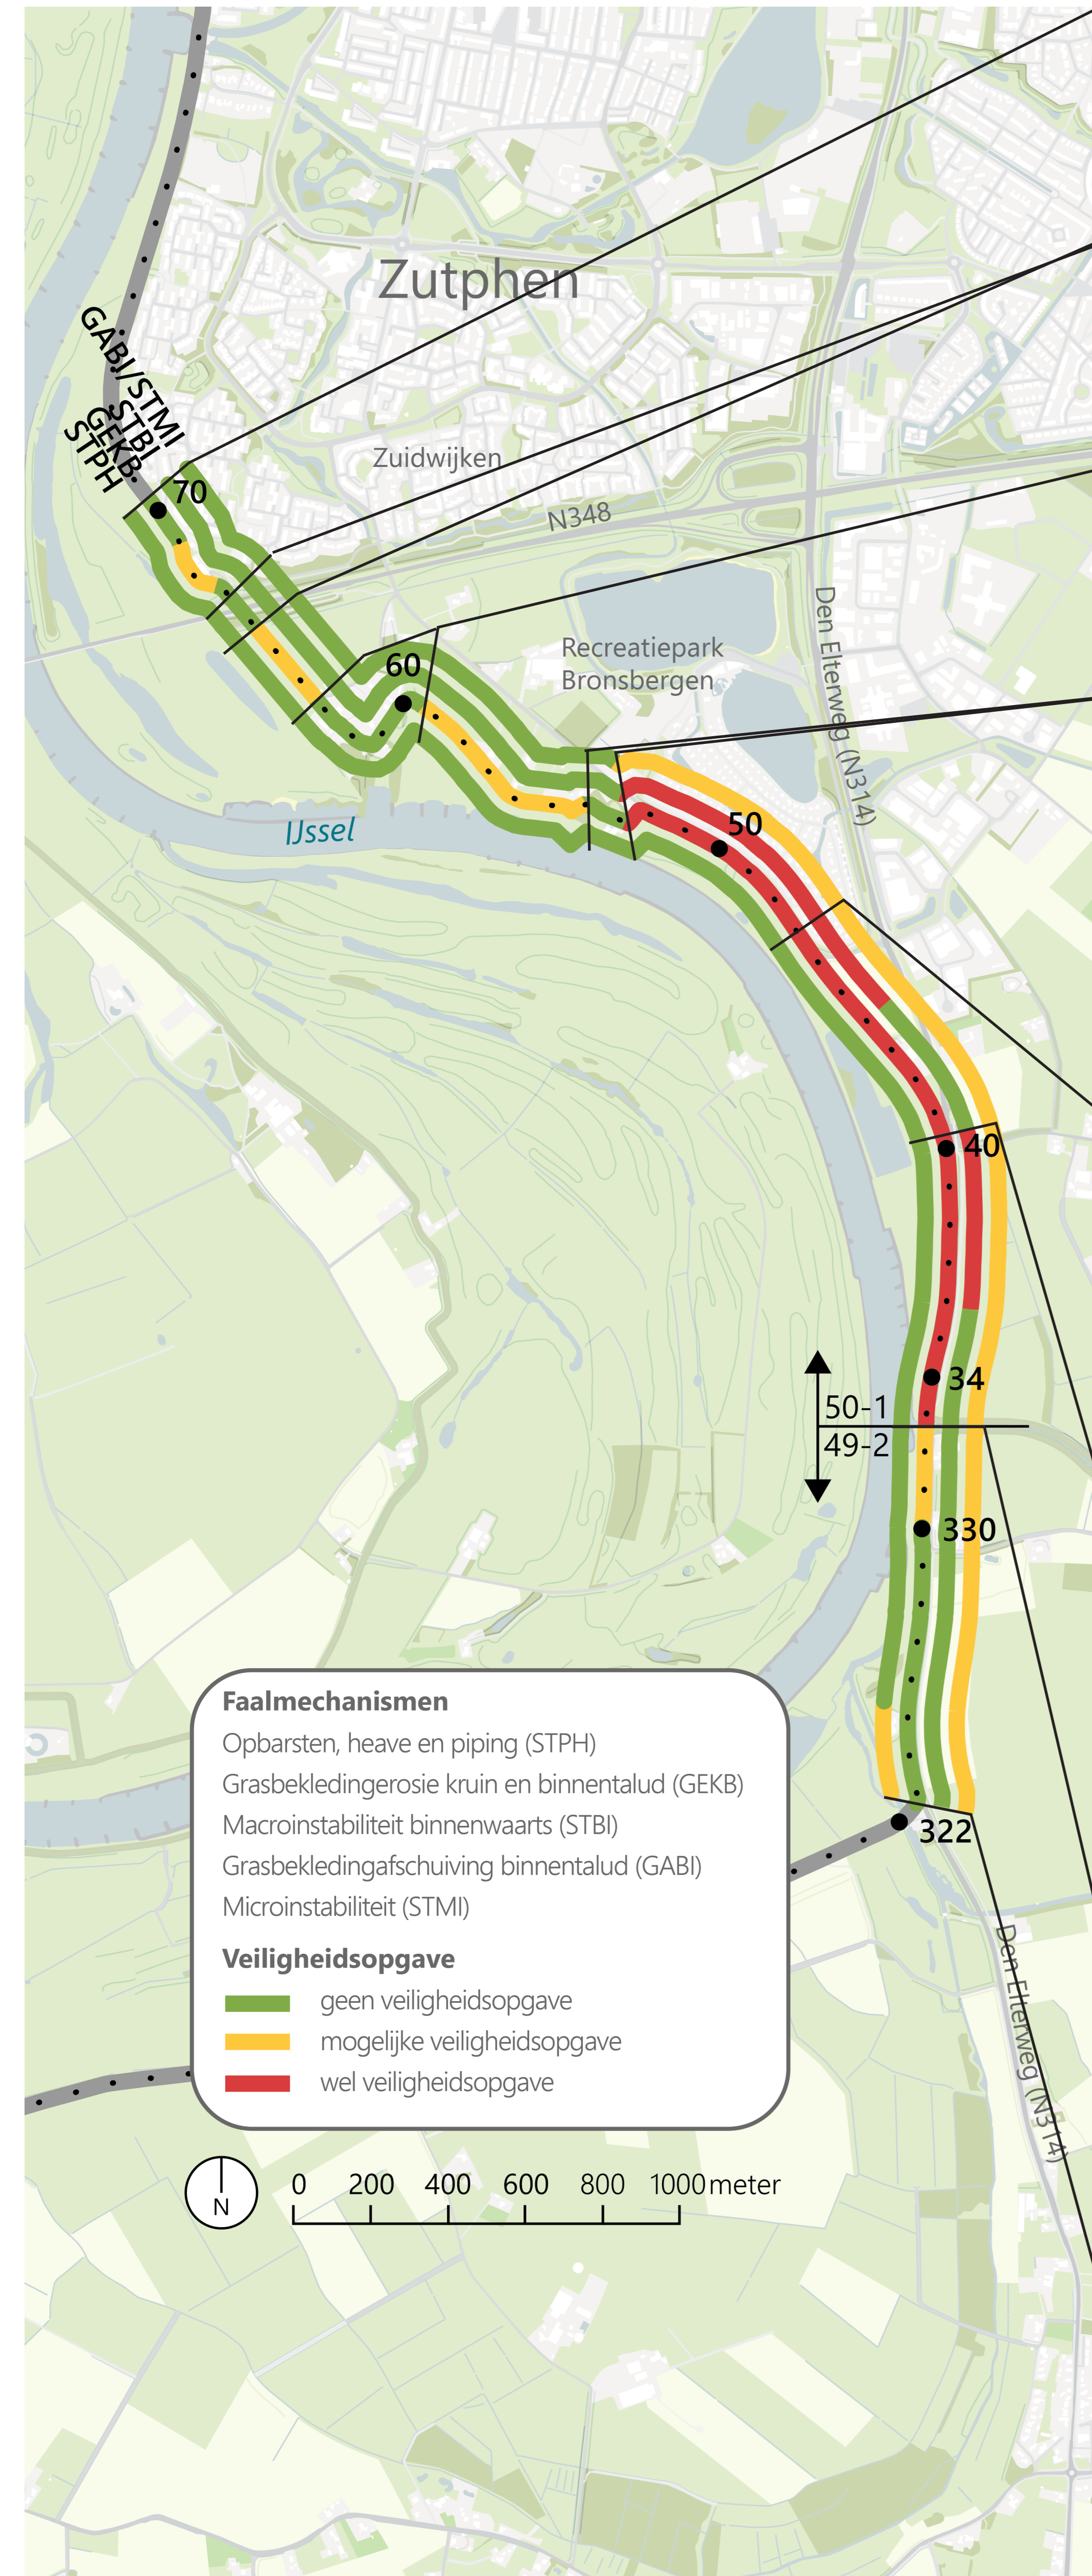 Zutphen
GABI/STMI
STBI
GEKB
STPH
70
Zuidwijken
N348
Den Elterweg (N314)
Recreatiepark
Bronsbergen
60
IJssel
50
40
34
50-1
49-2
330
322
Faalmechanismen
Opbarsten, heave en piping (STPH)
Grasbekledingerosie kruin en binnentalud (GEKB)
Macroinstabiliteit binnenwaarts (STBI)
Grasbekledingafschuiving binnentalud (GABI)
Microinstabiliteit (STMI)
Veiligheidsopgave
geen veiligheidsopgave
mogelijke veiligheidsopgave
wel veiligheidsopgave
Den Elterweg (N314)
N
0 200 400 600 800 1000 meter